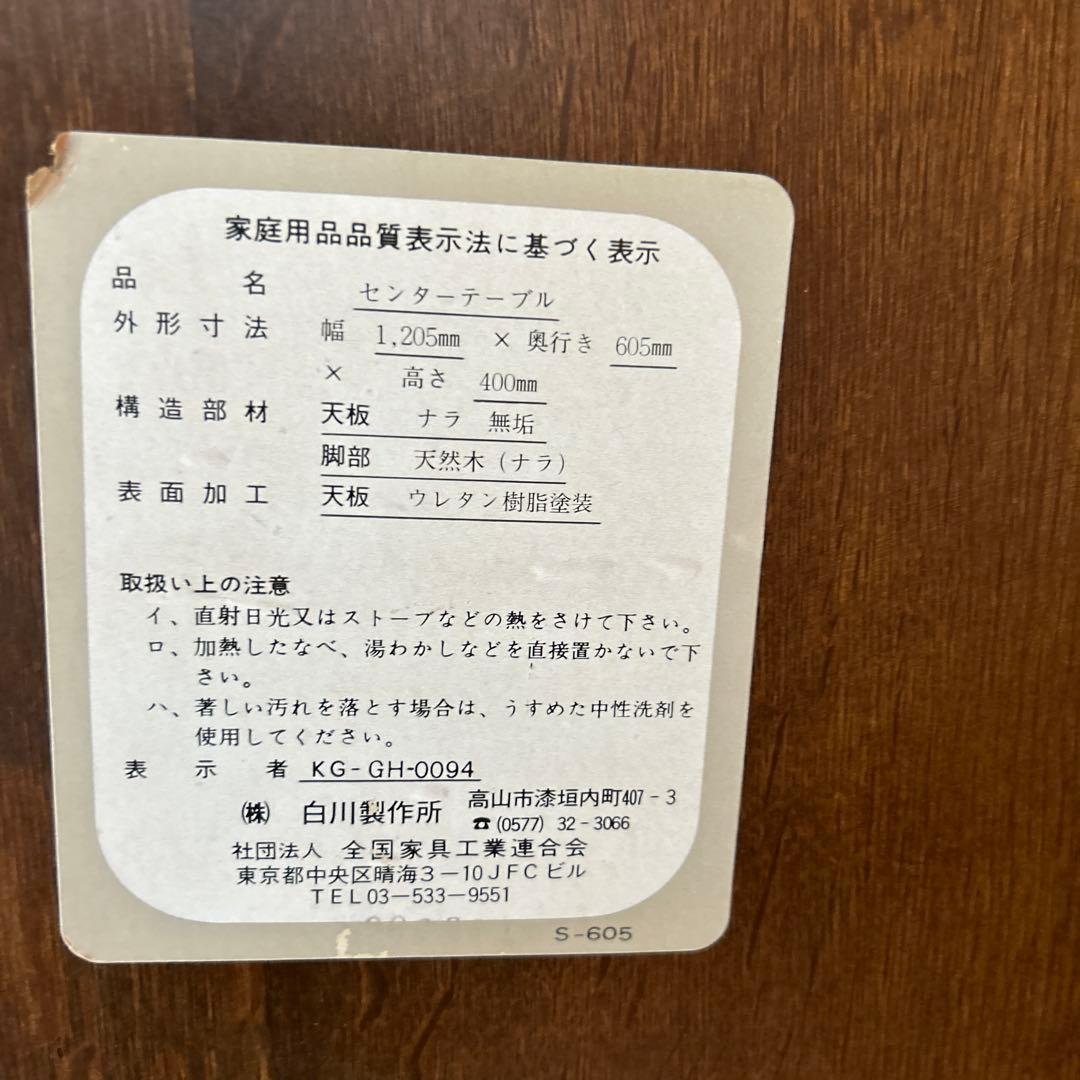 家庭用品品質表示法に基づく表示
品名 センターテーブル
外形寸法 幅 1,205㎜ × 奥行き 605㎜
× 高さ 400㎜
構造部材 天板 ナラ 無垢
脚部 天然木（ナラ）
表面加工 天板 ウレタン樹脂塗装
取扱い上の注意
イ、直射日光又はストーブなどの熱をさけて下さい。
ロ、加熱したなべ、湯わかしなどを直接置かないで下
さい。
ハ、著しい汚れを落とす場合は、うすめた中性洗剤を
使用してください。
表示者 KG-GH-0094
㈱ 白川製作所 高山市漆垣内町407-3
☎(0577) 32-3066
社団法人 全国家具工業連合会
東京都中央区晴海3-10JFCビル
TEL03-533-9551
S-605